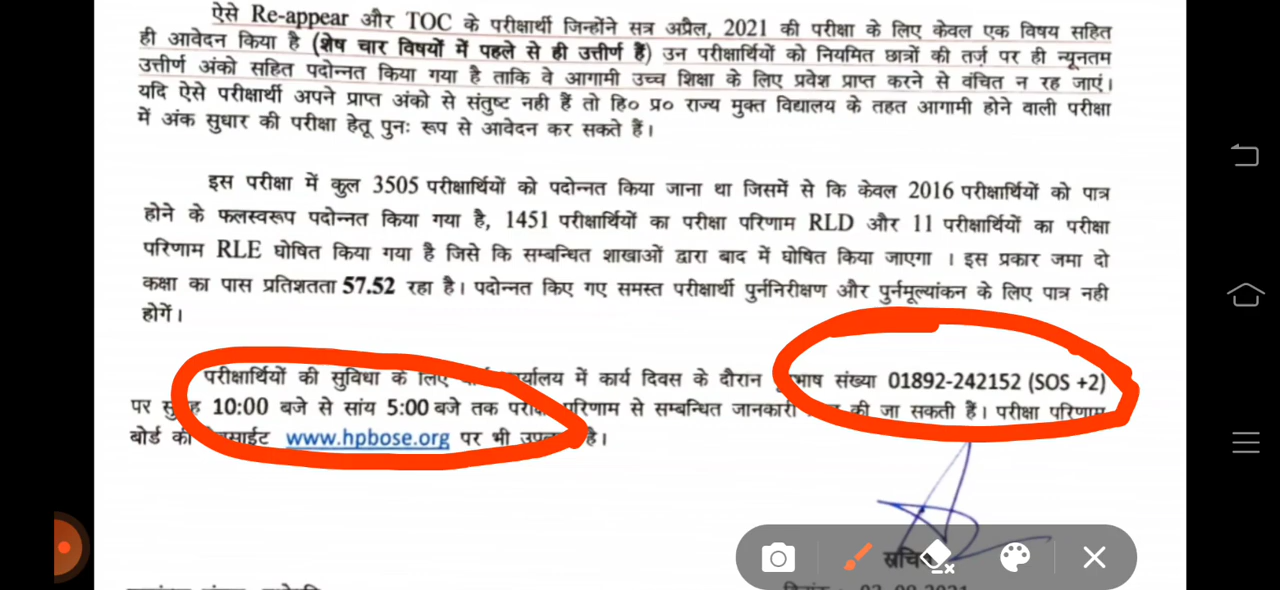 ऐसे Re-appear और TOC के परीक्षार्थी जिन्होंने सत्र अप्रैल, 2021 की परीक्षा के लिए केवल एक विषय सहित
ही आवेदन किया है (शेष चार विषयों में पहले से ही उत्तीर्ण हैं) उन परीक्षार्थियों को नियमित छात्रों की तर्ज़ पर ही न्यूनतम
उत्तीर्ण अंको सहित पदोन्नत किया गया है ताकि वे आगामी उच्च शिक्षा के लिए प्रवेश प्राप्त करने से वंचित न रह जाएं।
यदि ऐसे परीक्षार्थी अपने प्राप्त अंको से संतुष्ट नही हैं तो हि० प्र० राज्य मुक्त विद्यालय के तहत आगामी होने वाली परीक्षा
में अंक सुधार की परीक्षा हेतू पुनः रूप से आवेदन कर सकते हैं।
इस परीक्षा में कुल 3505 परीक्षार्थियों को पदोन्नत किया जाना था जिसमें से कि केवल 2016 परीक्षार्थियों को पात्र
होने के फलस्वरूप पदोन्नत किया गया है, 1451 परीक्षार्थियों का परीक्षा परिणाम RLD और 11 परीक्षार्थियों का परीक्षा
परिणाम RLE घोषित किया गया है जिसे कि सम्बन्धित शाखाओं द्वारा बाद में घोषित किया जाएगा । इस प्रकार जमा दो
कक्षा का पास प्रतिशतता 57.52 रहा है। पदोन्नत किए गए समस्त परीक्षार्थी पुर्ननिरीक्षण और पुर्नमूल्यांकन के लिए पात्र नही
होगें।
परीक्षार्थियों की सुविधा के लिए में कार्य दिवस के दौरान संख्या 01892-242152 (SOS +2)
पर 10:00 बजे से सांय 5:00 बजे तक परिणाम से सम्बन्धित जानकारी की जा सकती हैं। परीक्षा परिणाम
बोर्ड की www.hpbose.org पर भी है।